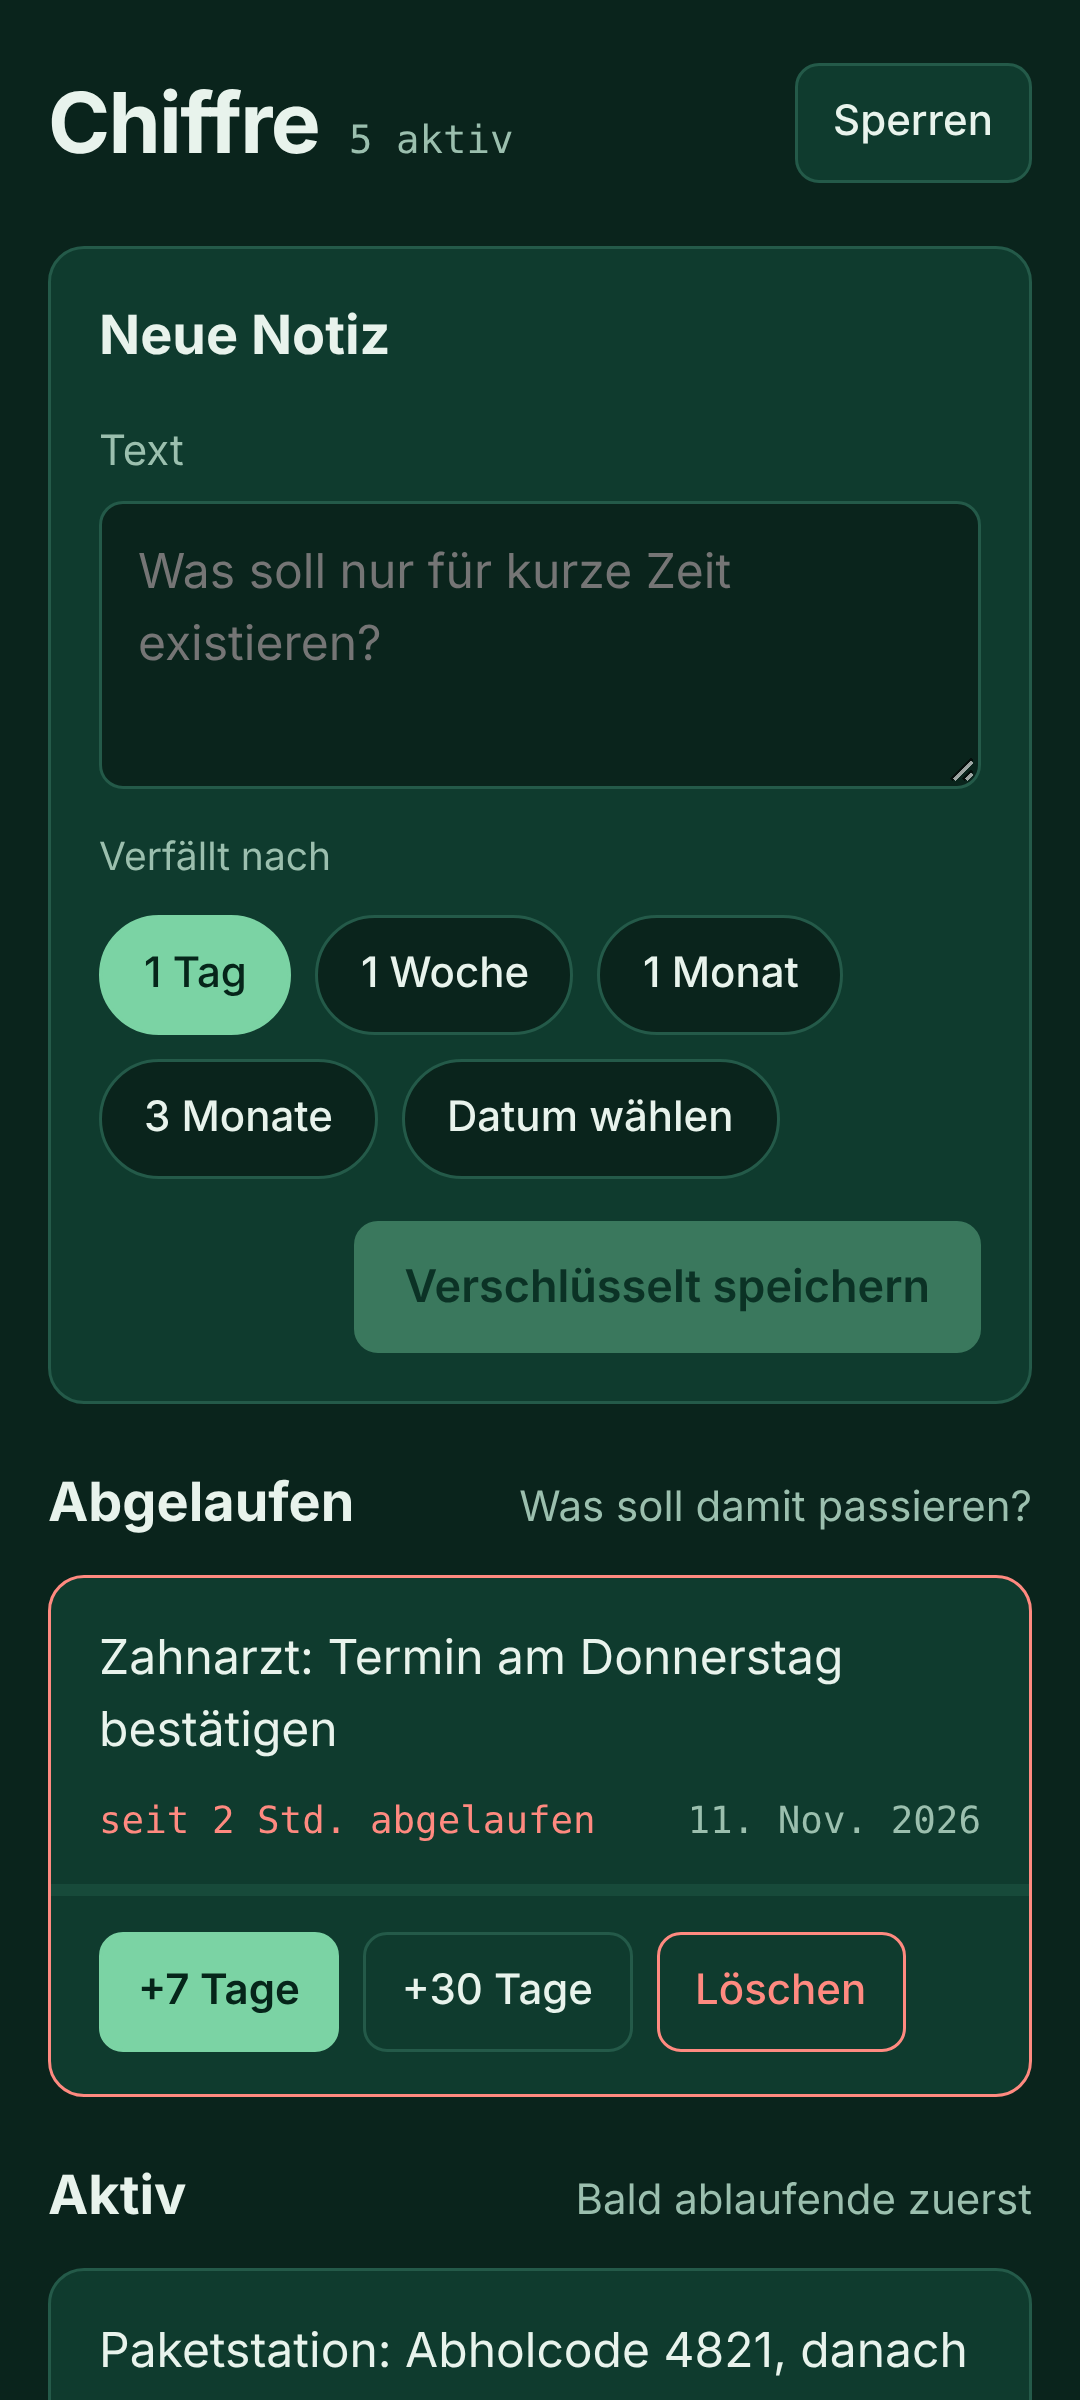 Chiffre 5 aktiv
Sperren
Neue Notiz
Text
Was soll nur für kurze Zeit
existieren?
Verfällt nach
1 Tag
1 Woche
1 Monat
3 Monate
Datum wählen
Verschlüsselt speichern
Abgelaufen
Was soll damit passieren?
Zahnarzt: Termin am Donnerstag
bestätigen
seit 2 Std. abgelaufen
11. Nov. 2026
+7 Tage
+30 Tage
Löschen
Aktiv
Bald ablaufende zuerst
Paketstation: Abholcode 4821, danach